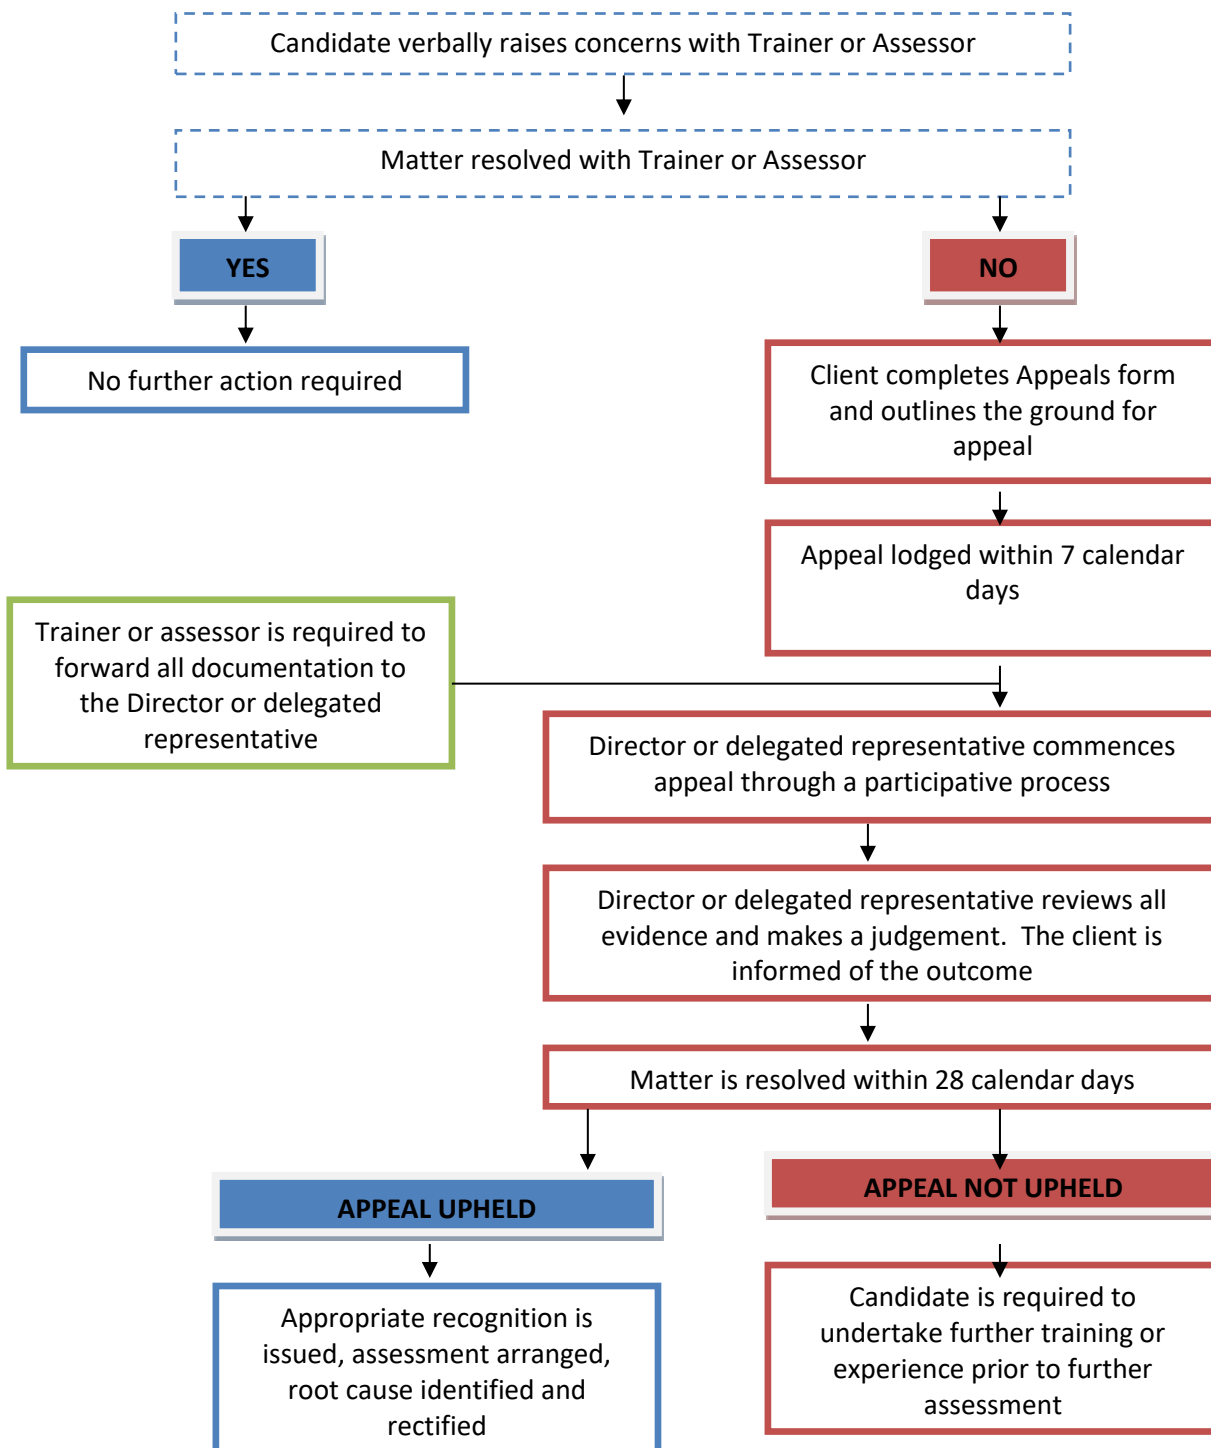 Candidate verbally raises concerns with Trainer or Assessor
Matter resolved with Trainer or Assessor
YES
NO
No further action required
Client completes Appeals form
and outlines the ground for
appeal
Appeal lodged within 7 calendar
days
Trainer or assessor is required to
forward all documentation to
the Director or delegated
representative
Director or delegated representative commences
appeal through a participative process
Director or delegated representative reviews all
evidence and makes a judgement.  The client is
informed of the outcome
Matter is resolved within 28 calendar days
APPEAL UPHELD
APPEAL NOT UPHELD
Appropriate recognition is
issued, assessment arranged,
root cause identified and
rectified
Candidate is required to
undertake further training or
experience prior to further
assessment